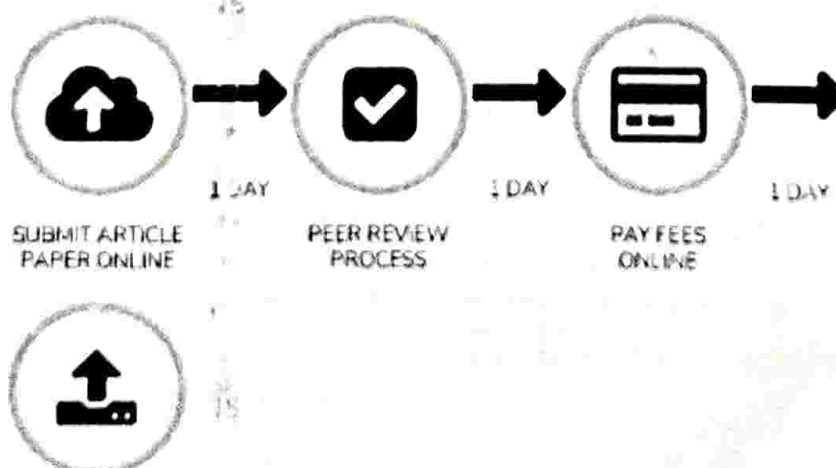 1 DAY
1 DAY
1 DAY
SUBMIT ARTICLE
PAPER ONLINE
PEER REVIEW
PROCESS
PAY FEES
ONLINE